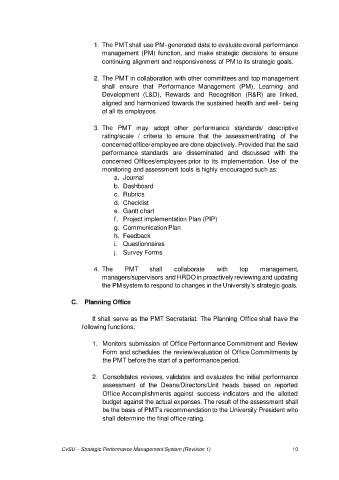 1. The PMT shall use PM-generated data to evaluate overall performance
management (PM) function, and make strategic decisions to ensure
continuing alignment and responsiveness of PM to its strategic goals.
2. The PMT in collaboration with other committees and top management
shall ensure that Performance Management (PM), Learning and
Development (L&D), Rewards and Recognition (R&R) are linked,
aligned and harmonized towards the sustained health and well- being
of all its employees.
3. The PMT may adopt other performance standards/ descriptive
rating/scale / criteria to ensure that the assessment/rating of the
concerned office/employee are done objectively. Provided that the said
performance standards are disseminated and discussed with the
concerned Offices/employees prior to its implementation. Use of the
monitoring and assessment tools is highly encouraged such as:
a. Journal
b. Dashboard
c. Rubrics
d. Checklist
e. Gantt chart
f. Project implementation Plan (PIP)
g. Communication Plan
h. Feedback
i. Questionnaires
j. Survey Forms
4. The PMT shall collaborate with top management,
managers/supervisors and HRDO in proactively reviewing and updating
the PM system to respond to changes in the University's strategic goals.
C. Planning Office
It shall serve as the PMT Secretariat. The Planning Office shall have the
following functions:
1. Monitors submission of Office Performance Commitment and Review
Form and schedules the review/evaluation of Office Commitments by
the PMT before the start of a performance period.
2. Consolidates reviews, validates and evaluates the initial performance
assessment of the Deans/Directors/Unit heads based on reported
Office Accomplishments against success indicators and the allotted
budget against the actual expenses. The result of the assessment shall
be the basis of PMT's recommendation to the University President who
shall determine the final office rating.
CvSU – Strategic Performance Management System (Revision 1) 10